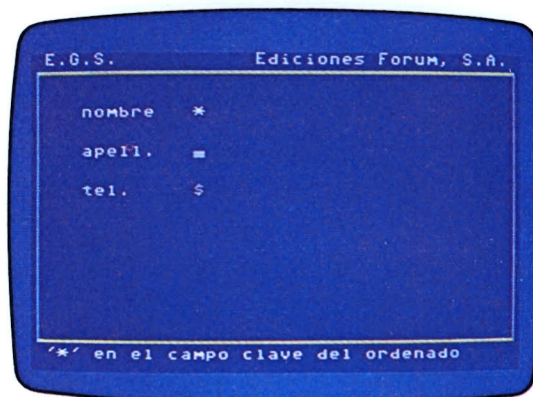 E.G.S. Ediciones Forum, S.A.
nombre *
apell. =
tel. $
'*' en el campo clave del ordenado